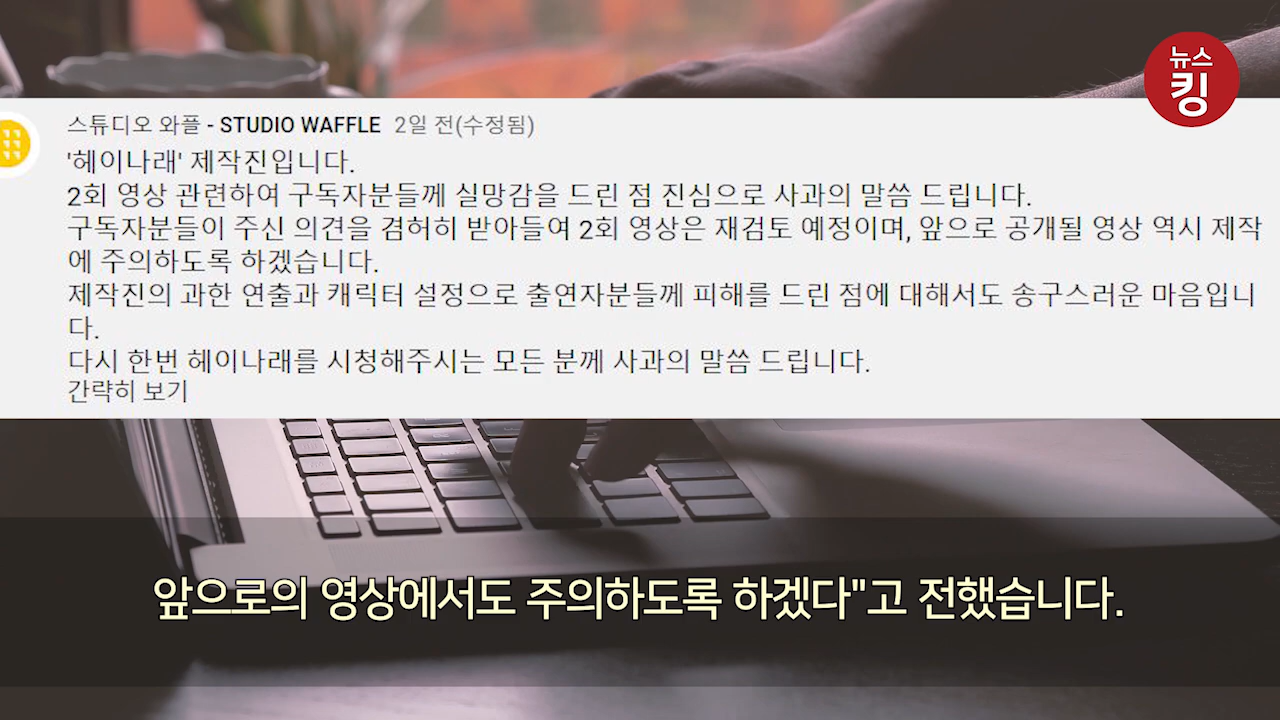 뉴스
킹
스튜디오 와플 - STUDIO WAFFLE 2일 전(수정됨)
'헤이나래' 제작진입니다.
2회 영상 관련하여 구독자분들께 실망감을 드린 점 진심으로 사과의 말씀 드립니다.
구독자분들이 주신 의견을 겸허히 받아들여 2회 영상은 재검토 예정이며, 앞으로 공개될 영상 역시 제작
에 주의하도록 하겠습니다.
제작진의 과한 연출과 캐릭터 설정으로 출연자분들께 피해를 드린 점에 대해서도 송구스러운 마음입니
다.
다시 한번 헤이나래를 시청해주시는 모든 분께 사과의 말씀 드립니다.
간략히 보기
앞으로의 영상에서도 주의하도록 하겠다"고 전했습니다.